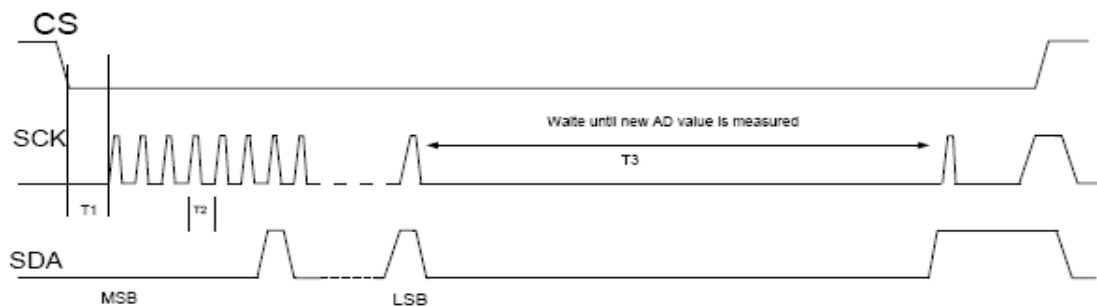 CS
SCK
Waite until new AD value is measured
T3
T1
T2
SDA
MSB
LSB